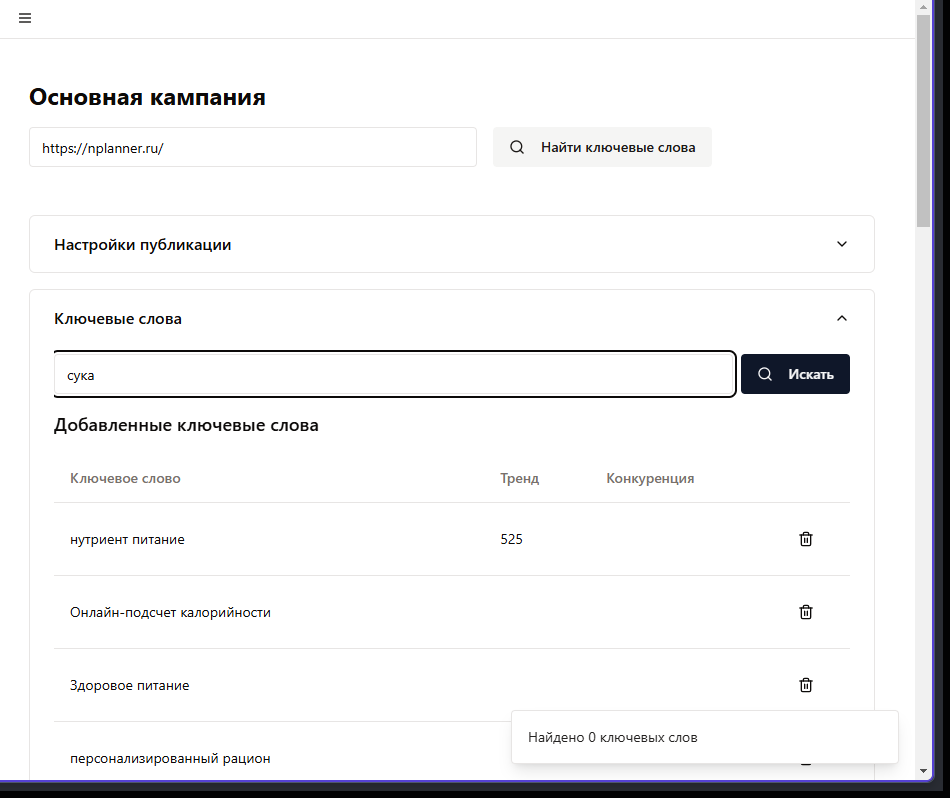 Основная кампания
https://nplanner.ru/
Найти ключевые слова
Настройки публикации
Ключевые слова
сука
Искать
Добавленные ключевые слова
Ключевое слово Тренд Конкуренция
нутриент питание 525
Онлайн-подсчет калорийности
Здоровое питание
персонализированный рацион
Найдено 0 ключевых слов